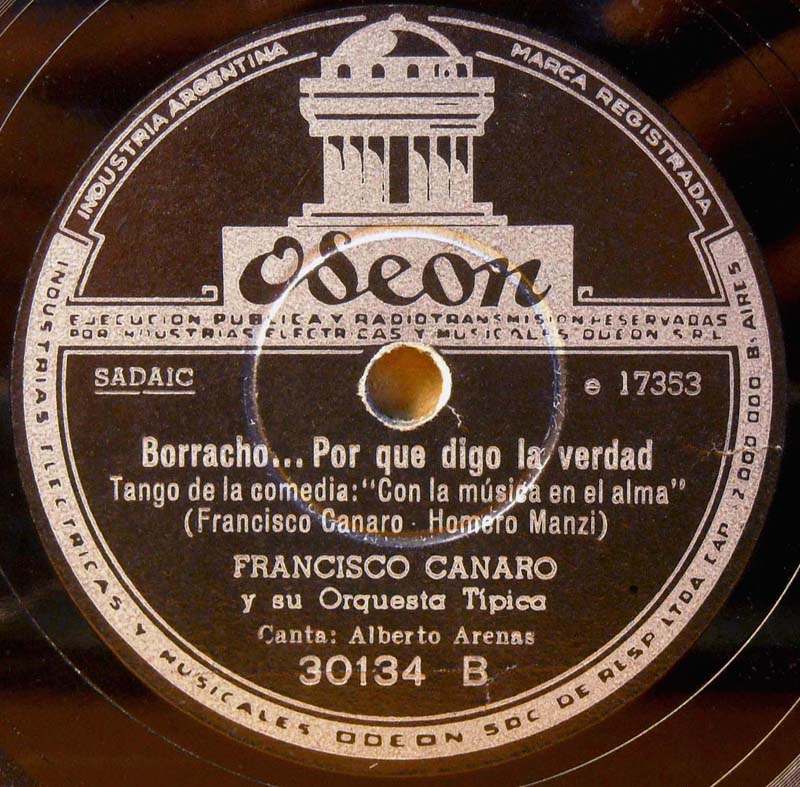 INDUSTRIA ARGENTINA
MARCA REGISTRADA
Odeon
EJECUCION PUBLICA Y RADIOTRANSMISION RESERVADAS
POR INDUSTRIAS ELECTRICAS Y MUSICALES ODEON S R L
SADAIC
e 17353
Borracho... Por que digo la verdad
Tango de la comedia: "Con la música en el alma"
(Francisco Canaro - Homero Manzi)
FRANCISCO CANARO
y su Orquesta Típica
Canta: Alberto Arenas
30134 B
INDUSTRIAS ELECTRICAS Y MUSICALES ODEON SOC DE RESP LTDA CAP. 2 000 000 Bs AIRES